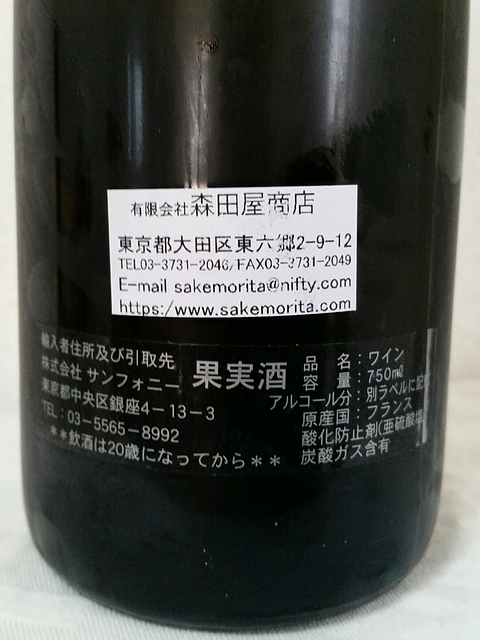 有限会社森田屋商店
東京都大田区東六郷2-9-12
TEL03-3731-2046/FAX03-3731-2049
E-mail sakemorita@nifty.com
https:/www.sakemorita.com
輸入者住所及び引取先
株式会社 サンフォニー
東京都中央区銀座4-13-3
TEL:03-5565-8992
**飲酒は20歳になってから**
果実酒
品 名:ワイン
容 量:750mℓ
アルコール分:別ラベルに記
原産国:フランス
酸化防止剤(亜硫酸塩
炭酸ガス含有